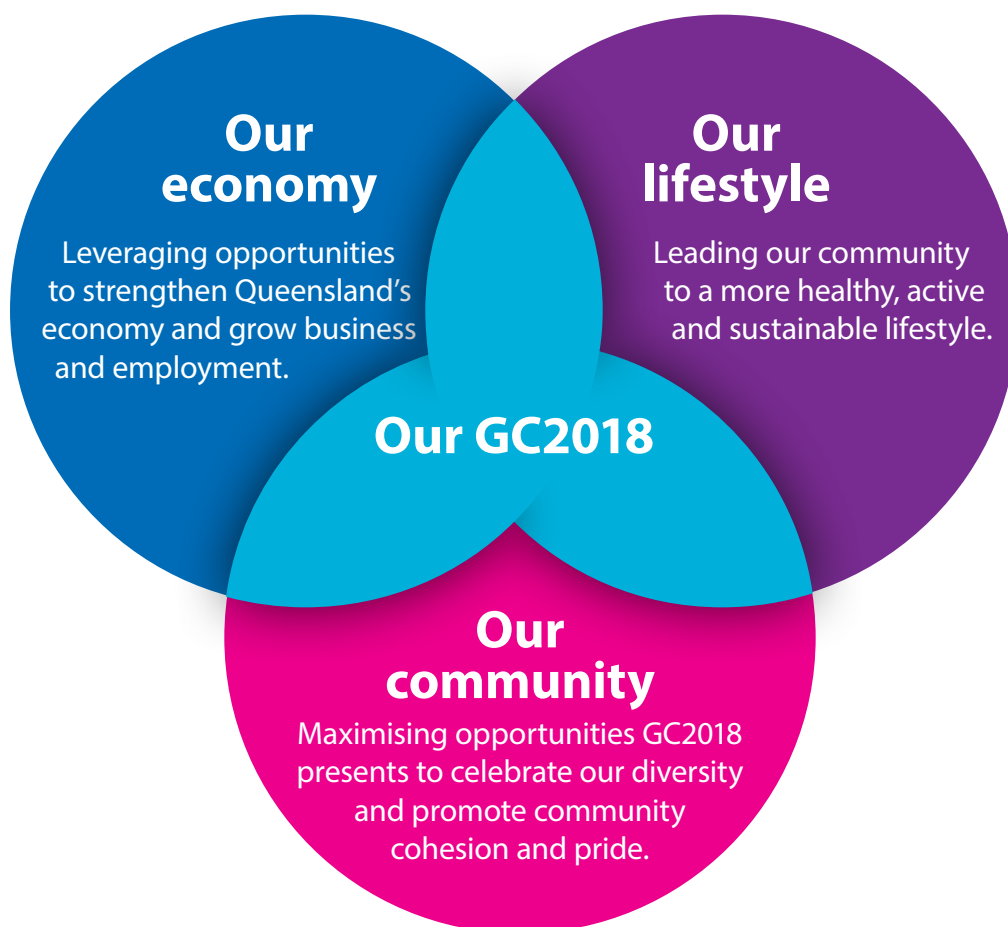 Our
economy
Leveraging opportunities
to strengthen Queensland’s
economy and grow business
and employment.
Our
lifestyle
Leading our community
to a more healthy, active
and sustainable lifestyle.
Our GC2018
Our
community
Maximising opportunities GC2018
presents to celebrate our diversity
and promote community
cohesion and pride.